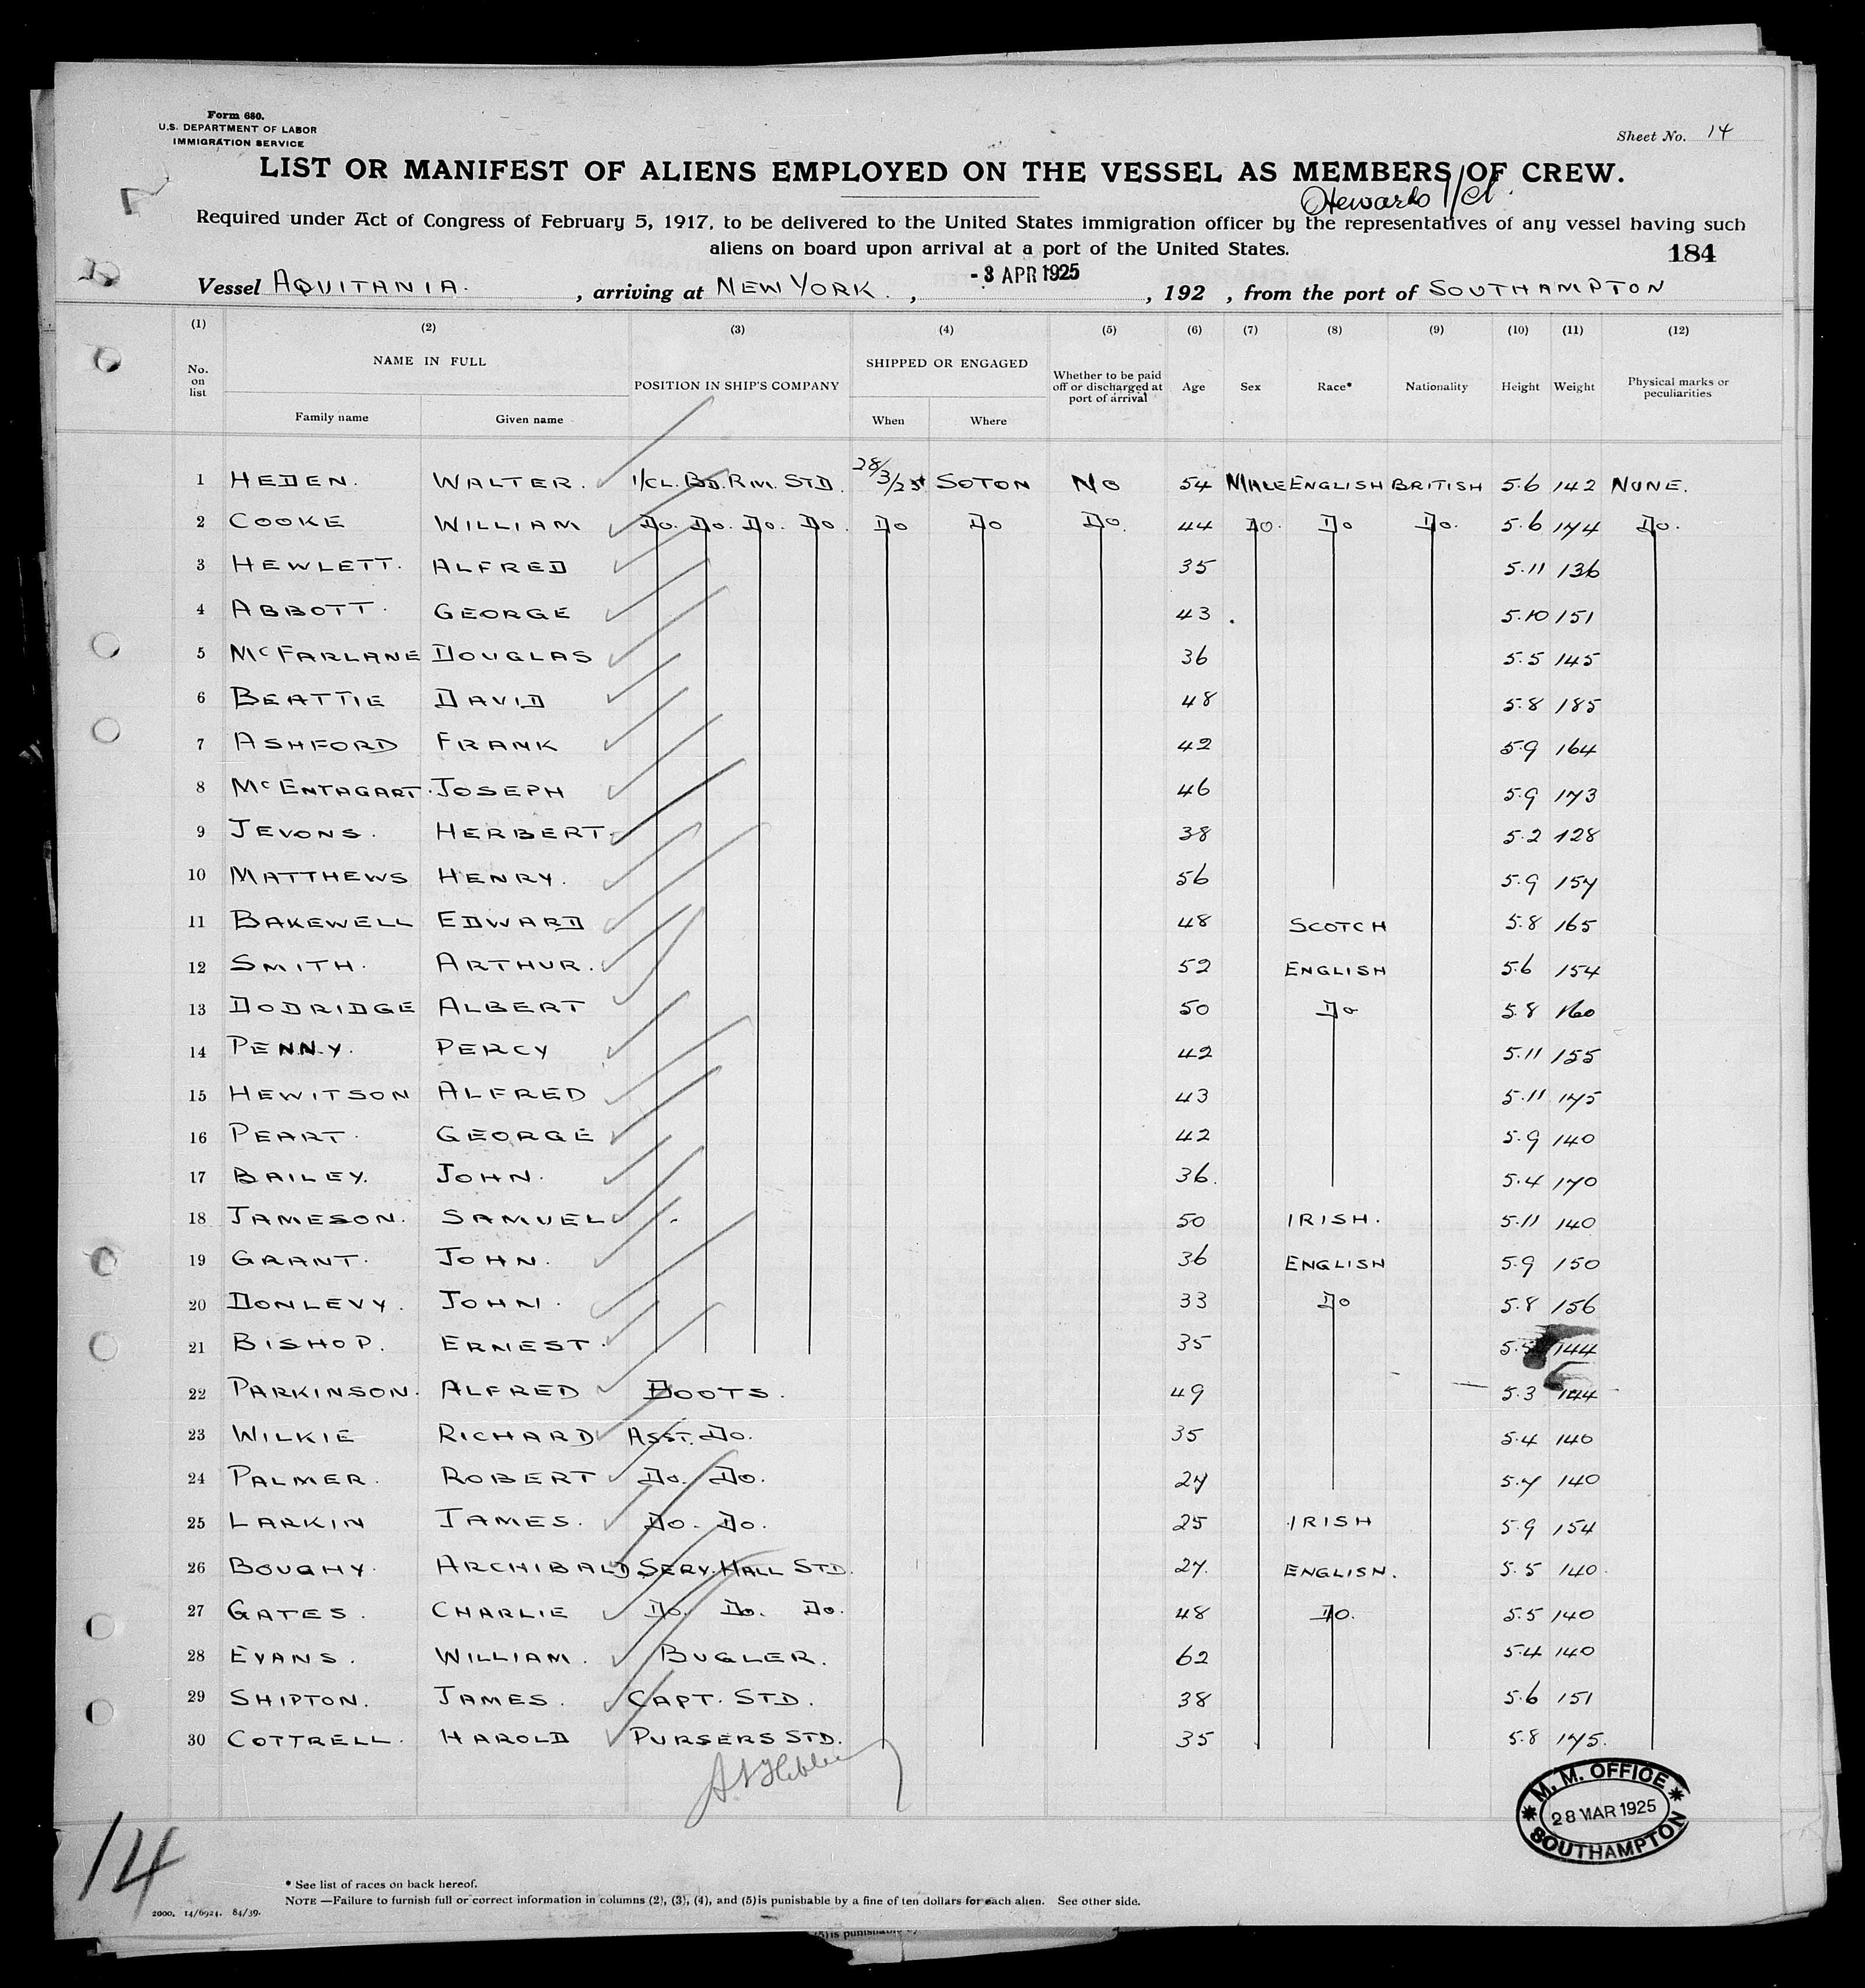 Form 680.
U.S. DEPARTMENT OF LABOR
IMMIGRATION SERVICE
Sheet No. 14
LIST OR MANIFEST OF ALIENS EMPLOYED ON THE VESSEL AS MEMBERS OF CREW.
Stewards 1/Cl
Required under Act of Congress of February 5, 1917, to be delivered to the United States immigration officer by the representatives of any vessel having such
aliens on board upon arrival at a port of the United States.
184
Vessel AQUITANIA. , arriving at NEW YORK. , - 3 APR 1925 , 192 , from the port of SOUTHAMPTON
(1) (2) (3) (4) (5) (6) (7) (8) (9) (10) (11) (12)
No. on list NAME IN FULL Family name Given name POSITION IN SHIP'S COMPANY SHIPPED OR ENGAGED When Where Whether to be paid off or discharged at port of arrival Age Sex Race* Nationality Height Weight Physical marks or peculiarities
1 HEDEN. WALTER. 1/CL. BD. RM. STD. 28/3/25 SOTON NO 54 MALE ENGLISH BRITISH 5.6 142 NONE.
2 COOKE WILLIAM Do. Do. Do. Do. Do Do Do. 44 Do. Do Do. 5.6 174 Do.
3 HEWLETT. ALFRED 35 5.11 136
4 ABBOTT. GEORGE 43 5.10 151
5 McFARLANE DOUGLAS 36 5.5 145
6 BEATTIE DAVID 48 5.8 185
7 ASHFORD FRANK 42 5.9 164
8 McENTAGART. JOSEPH 46 5.9 173
9 JEVONS. HERBERT. 38 5.2 128
10 MATTHEWS HENRY. 56 5.9 157
11 BAKEWELL EDWARD 48 SCOTCH 5.8 165
12 SMITH. ARTHUR. 52 ENGLISH 5.6 154
13 DODRIDGE ALBERT 50 Do 5.8 160
14 PENNY. PERCY 42 5.11 155
15 HEWITSON ALFRED 43 5.11 175
16 PEART. GEORGE 42 5.9 140
17 BAILEY. JOHN. 36. 5.4 170
18 JAMESON. SAMUEL 50 IRISH. 5.11 140
19 GRANT. JOHN. 36 ENGLISH 5.9 150
20 DONLEVY. JOHN. 33 Do 5.8 156
21 BISHOP. ERNEST. 35 144
22 PARKINSON. ALFRED BOOTS. 49 5.3 144
23 WILKIE RICHARD ASST. Do. 35 5.4 140
24 PALMER. ROBERT Do. Do. 27 5.7 140
25 LARKIN JAMES. Do. Do. 25 IRISH 5.9 154
26 BOUGHY. ARCHIBALD SERV. HALL STD. 27. ENGLISH. 5.5 140.
27 GATES. CHARLIE Do. Do. Do. 48 Do. 5.5 140
28 EVANS. WILLIAM. BUGLER. 62 5.4 140
29 SHIPTON. JAMES. CAPT. STD. 38 5.6 151
30 COTTRELL. HAROLD PURSERS STD. 35 5.8 175.
M. M. OFFICE
28 MAR 1925
SOUTHAMPTON
14
* See list of races on back hereof.
NOTE —Failure to furnish full or correct information in columns (2), (3), (4), and (5) is punishable by a fine of ten dollars for each alien. See other side.
2000. 14/6924. 84/39.
(5) is punishable by